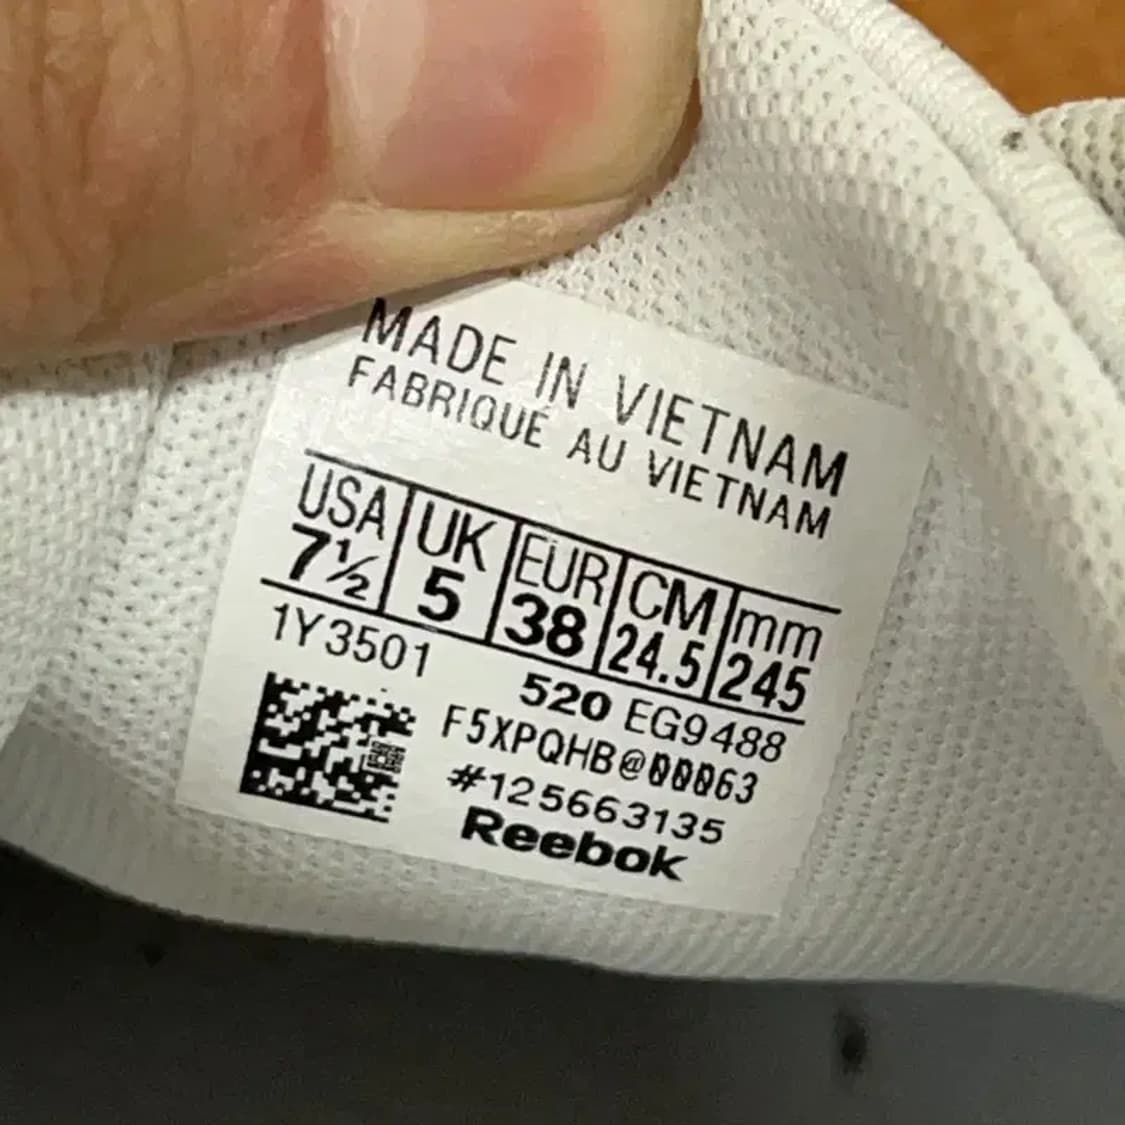 MADE IN VIETNAM
FABRIQUÉ AU VIETNAM
USA UK EUR CM mm
7½ 5 38 24.5 245
1Y3501 520 EG9488
F5XPQHB@00063
#125663135
Reebok